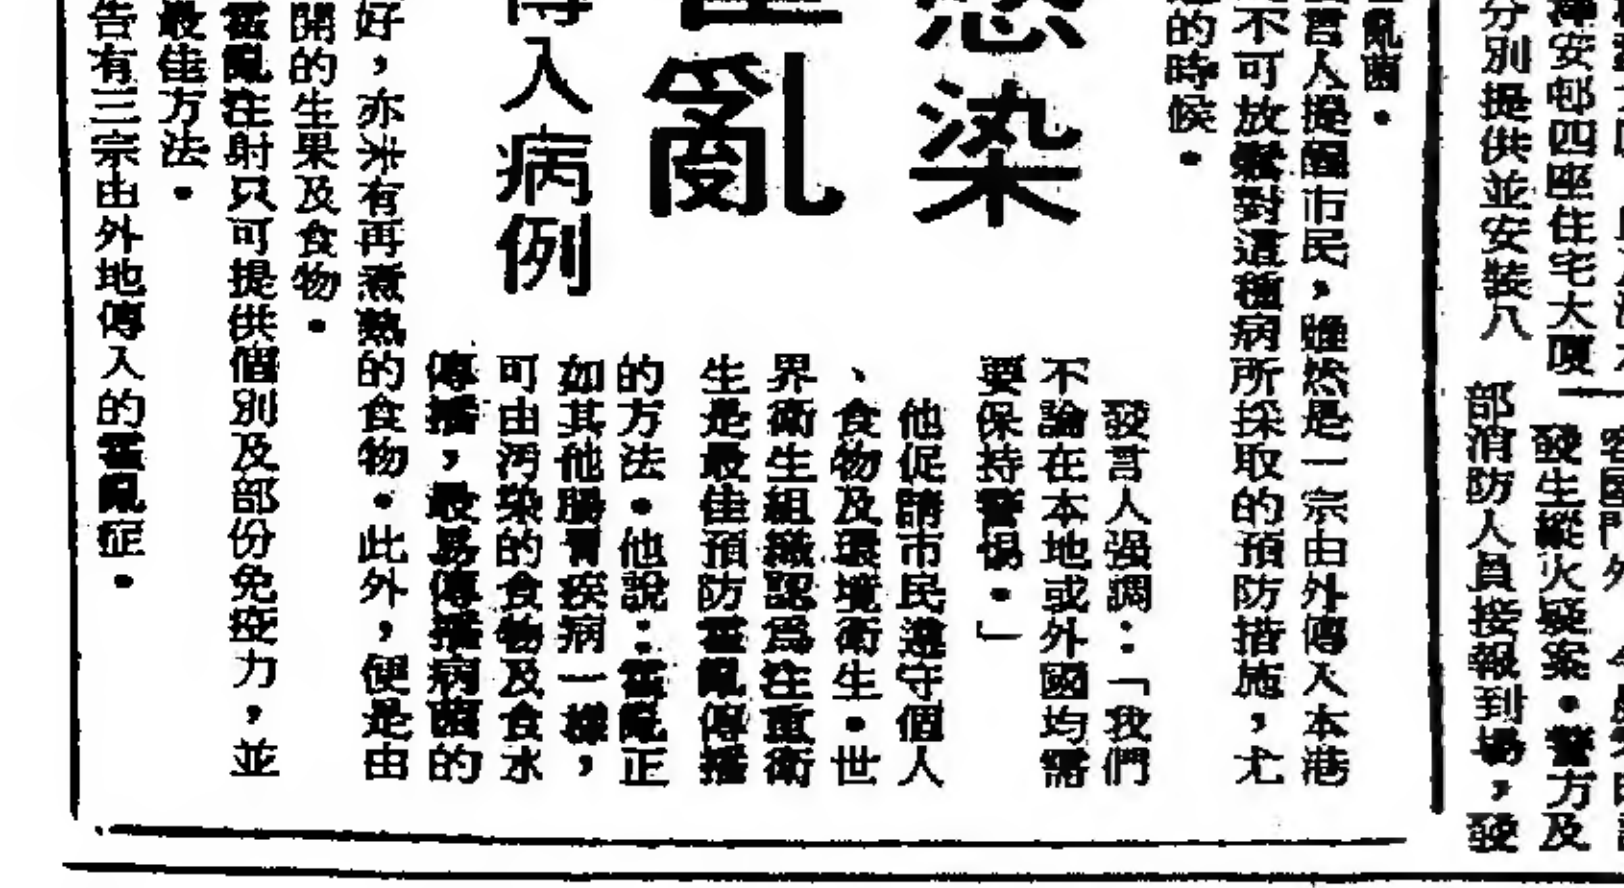 感染
霍亂
傳入病例
亂菌．
言人提醒市民，雖然是一宗由外傳入本港
不可放鬆對這種病所採取的預防措施，尤
的時候．
發言人强調：「我們
不論在本地或外國均需
要保持警惕．」
他促請市民遵守個人
、食物及環境衛生．世
界衛生組織認為注重衛
生是最佳預防霍亂傳播
的方法．他說：霍亂正
如其他腸胃疾病一樣，
可由污染的食物及食水
傳播，最易傳播病菌的
好，亦未有再煮熟的食物．此外，便是由
開的生果及食物．
霍亂注射只可提供個別及部份免疫力，並
最佳方法．
告有三宗由外地傳入的霍亂症．
分別提供並安裝八
安邨四座住宅大厦
部消防人員接報到場，發
發生縱火疑案．警方及